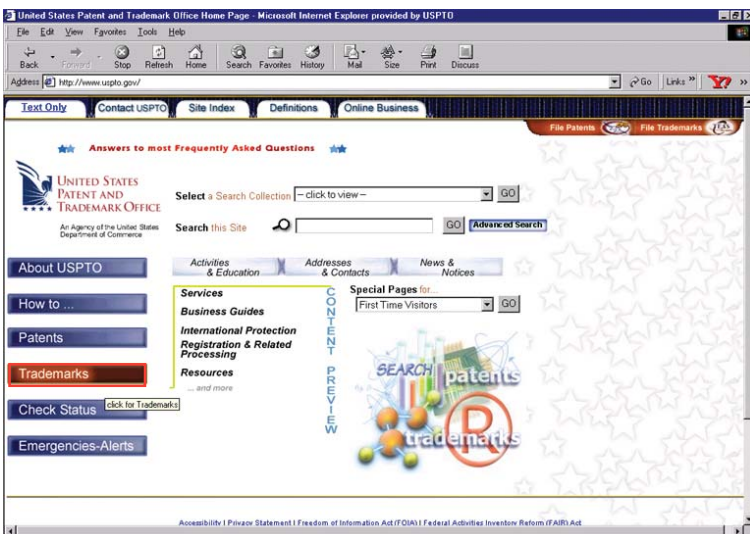 United States Patent and Trademark Office Home Page - Microsoft Internet Explorer provided by USPTO
File Edit View Favorites Tools Help
Back Forward Stop Refresh Home Search Favorites History Mail Size Print Discuss
Address http://www.uspto.gov/ Go Links »
Text Only Contact USPTO Site Index Definitions Online Business
File Patents File Trademarks
Answers to most Frequently Asked Questions
UNITED STATES
PATENT AND
TRADEMARK OFFICE
An Agency of the United States
Department of Commerce
Select a Search Collection -- click to view -- GO
Search this Site GO Advanced Search
About USPTO
How to ...
Patents
Trademarks
click for Trademarks
Check Status
Emergencies-Alerts
Activities
& Education
Addresses
& Contacts
News &
Notices
Services
Business Guides
International Protection
Registration & Related
Processing
Resources
... and more
CONTENT PREVIEW
Special Pages for...
First Time Visitors GO
SEARCH
patents
trademarks
R
Accessibility | Privacy Statement | Freedom of Information Act (FOIA) | Federal Activities Inventory Reform (FAIR) Act